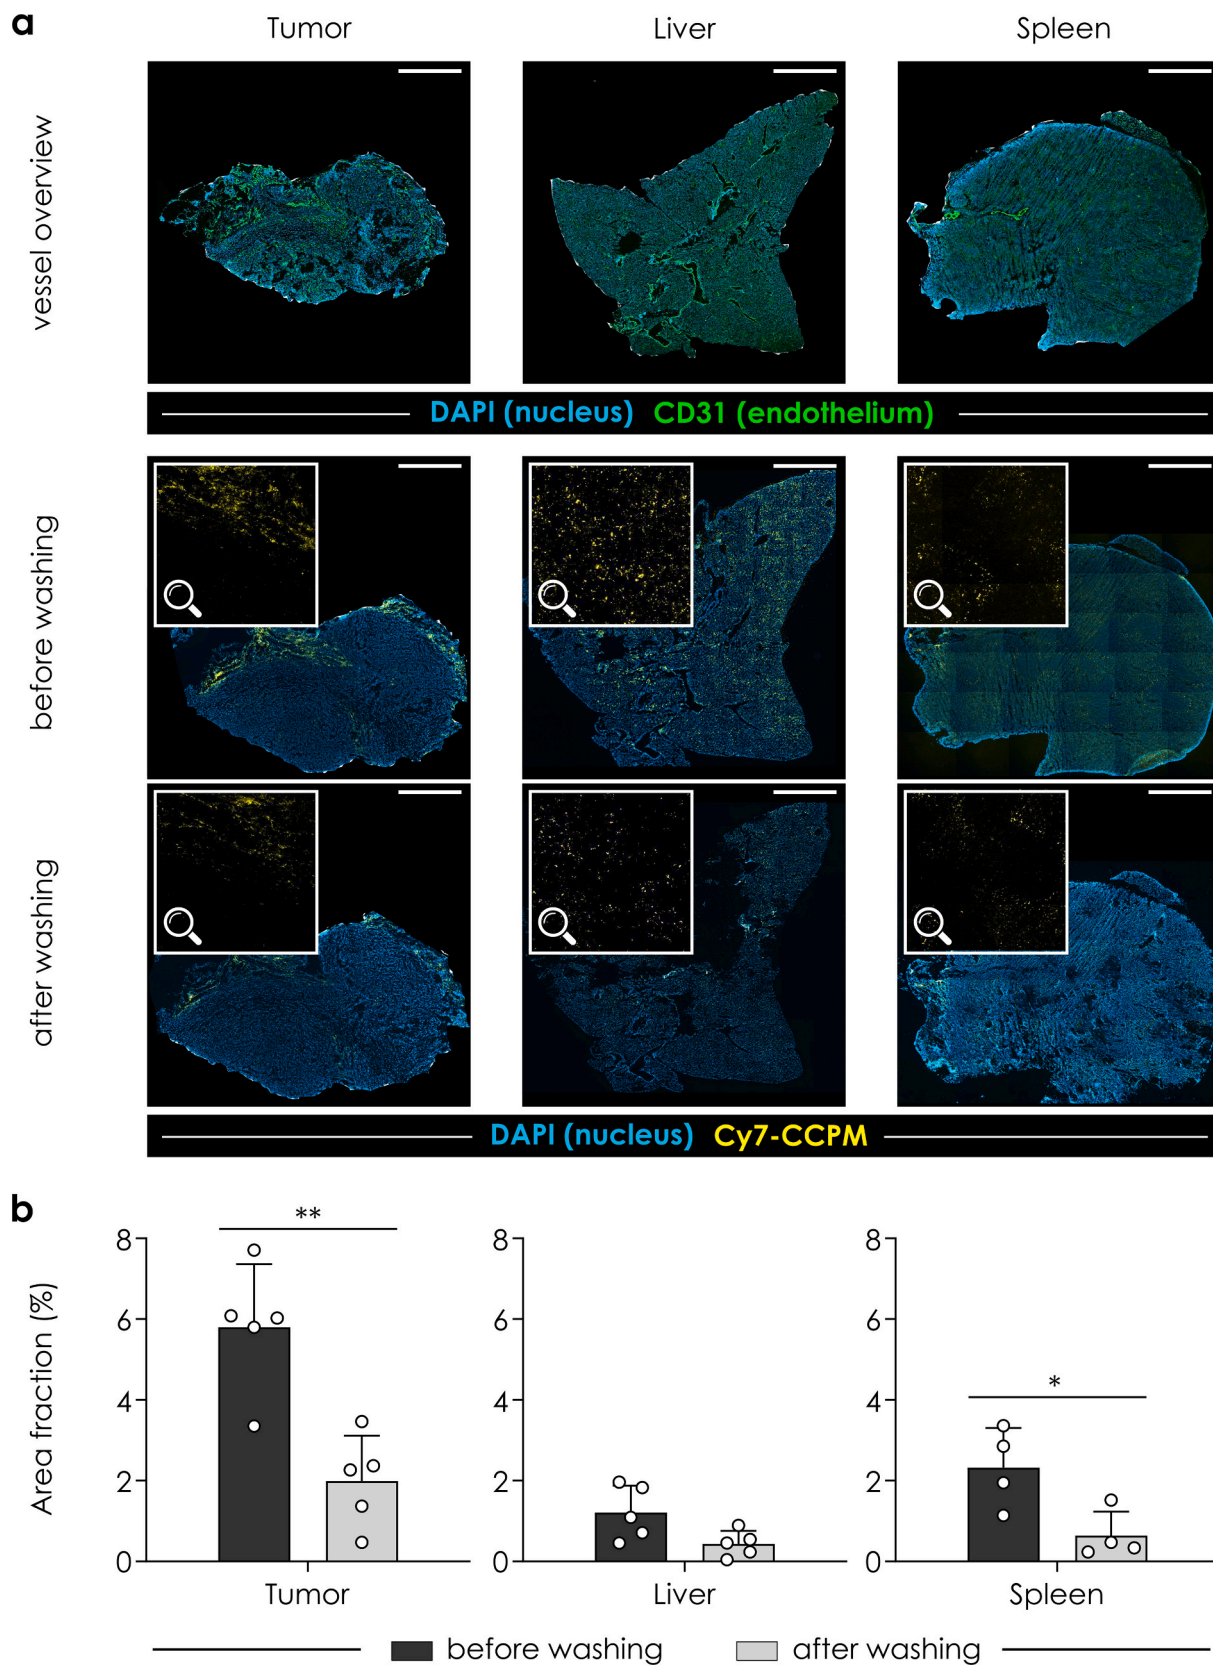 a
Tumor Liver Spleen
vessel overview
DAPI (nucleus) CD31 (endothelium)
before washing
after washing
DAPI (nucleus) Cy7-CCPM
b
Area fraction (%)
** 
8 8 8
6 6 6
4 4 4
*
2 2 2
0 0 0
Tumor Liver Spleen
before washing after washing